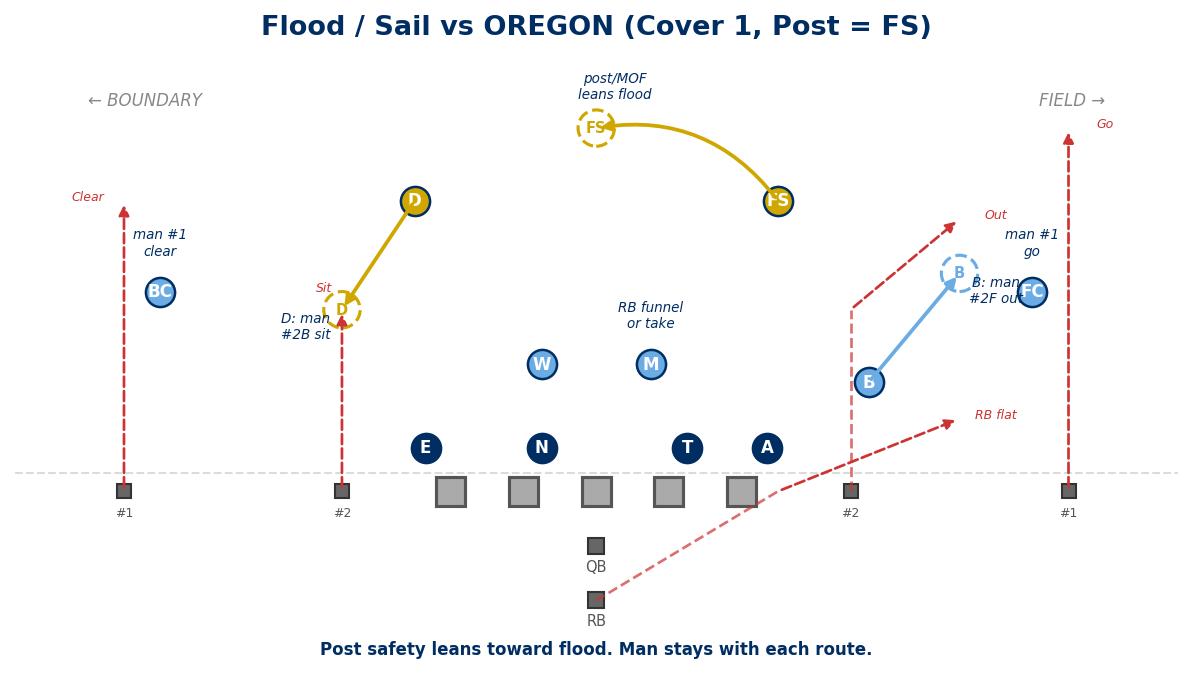 Flood / Sail vs OREGON (Cover 1, Post = FS)
post/MOF
leans flood
← BOUNDARY
FIELD →
Go
FS
Clear
D
FS
Out
man #1
clear
man #1
go
B
BC
Sit
B: man
#2F out
FC
D
D: man
#2B sit
RB funnel
or take
W
M
B
RB flat
E
N
T
A
#1
#2
#2
#1
QB
RB
Post safety leans toward flood. Man stays with each route.